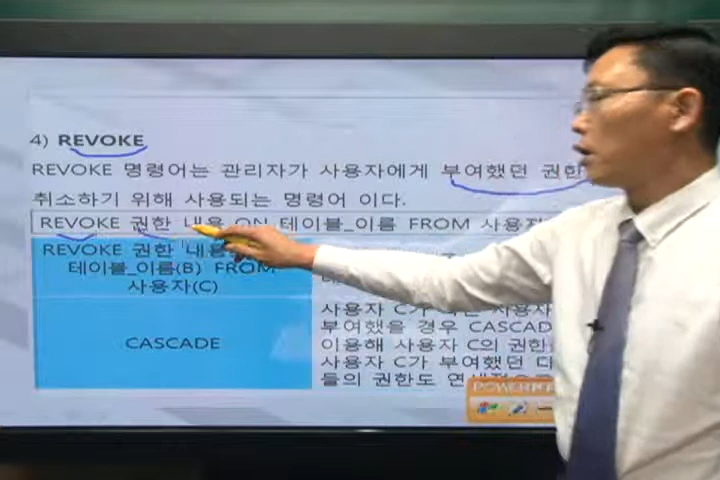 4) REVOKE
REVOKE 명령어는 관리자가 사용자에게 부여했던 권한
취소하기 위해 사용되는 명령어 이다.
REVOKE 권한 내용 ON 테이블_이름 FROM 사용자
REVOKE 권한 내용
테이블_이름(B) FROM
사용자(C)
CASCADE
사용자 C가
부여했을 경우 CASCAD
이용해 사용자 C의 권한
사용자 C가 부여했던 다
들의 권한도